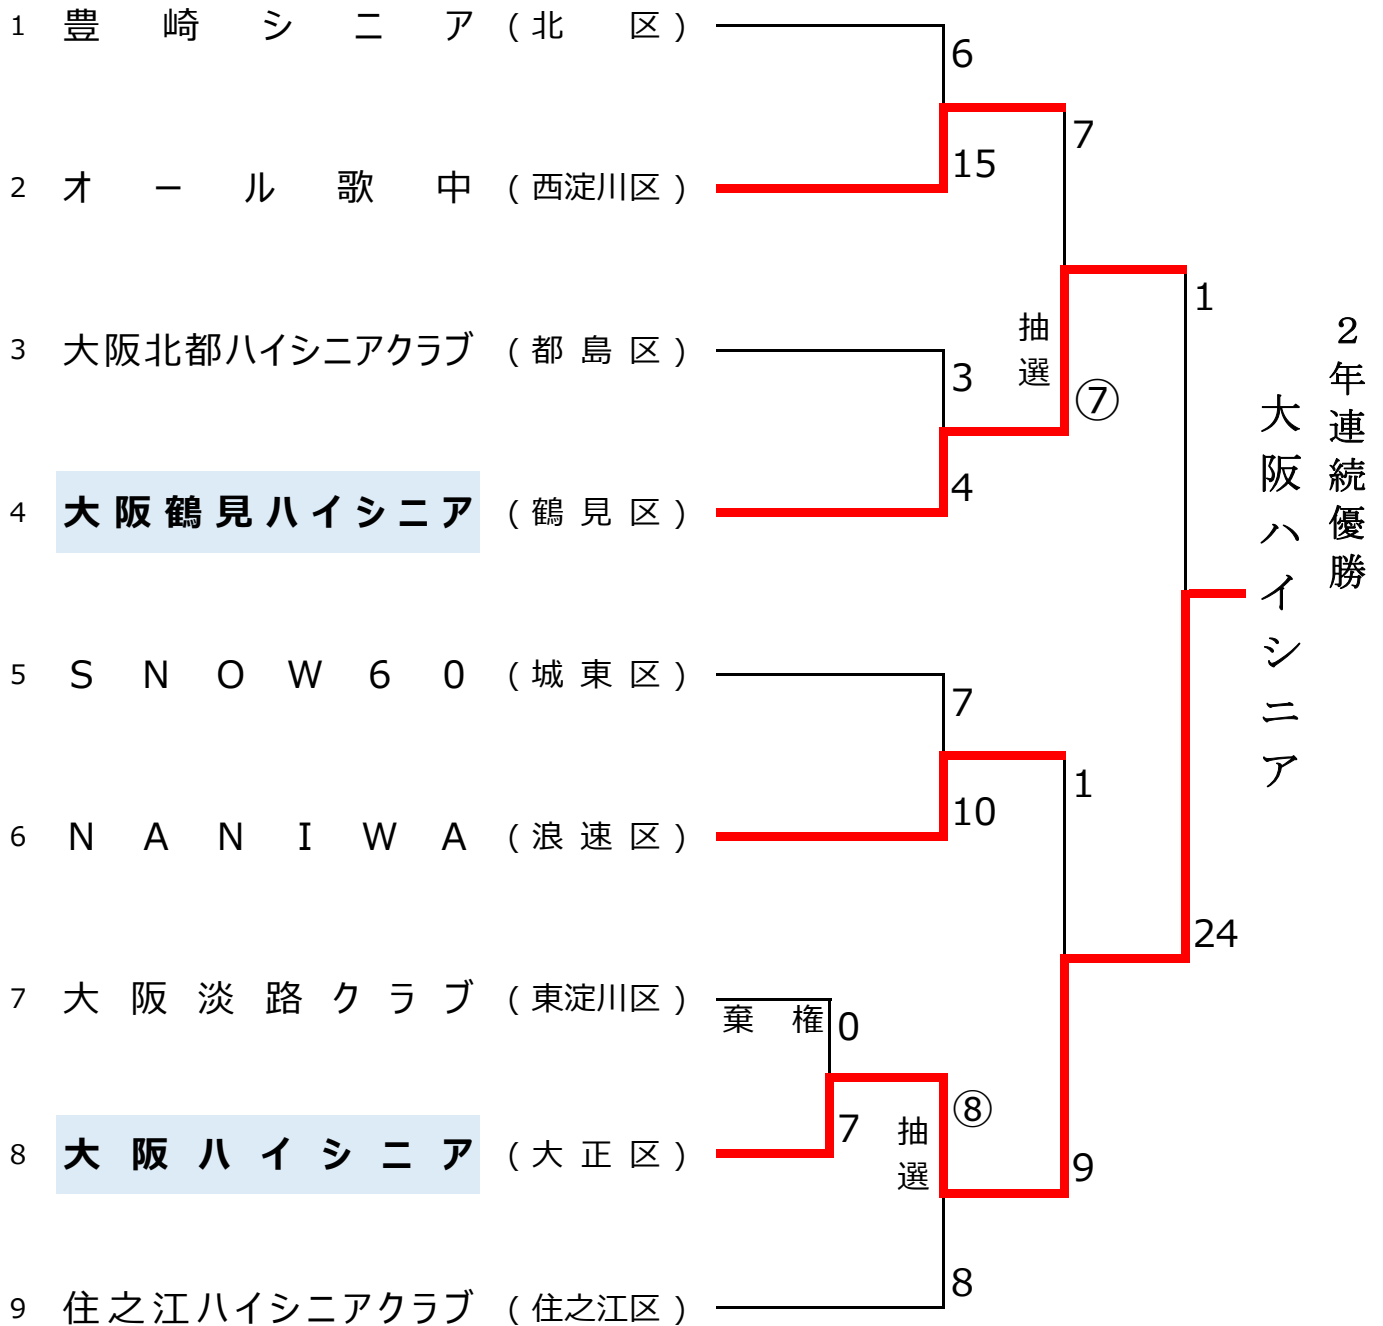 1 豊崎シニア (北区)
6
2 オール歌中 (西淀川区)
15
7
3 大阪北都ハイシニアクラブ (都島区)
3
抽選
⑦
4 大阪鶴見ハイシニア (鶴見区)
4
1
5 SNOW60 (城東区)
7
6 NANIWA (浪速区)
10
1
7 大阪淡路クラブ (東淀川区)
棄権
0
8 大阪ハイシニア (大正区)
7
抽選
⑧
9
24
9 住之江ハイシニアクラブ (住之江区)
8
2年連続優勝
大阪ハイシニア